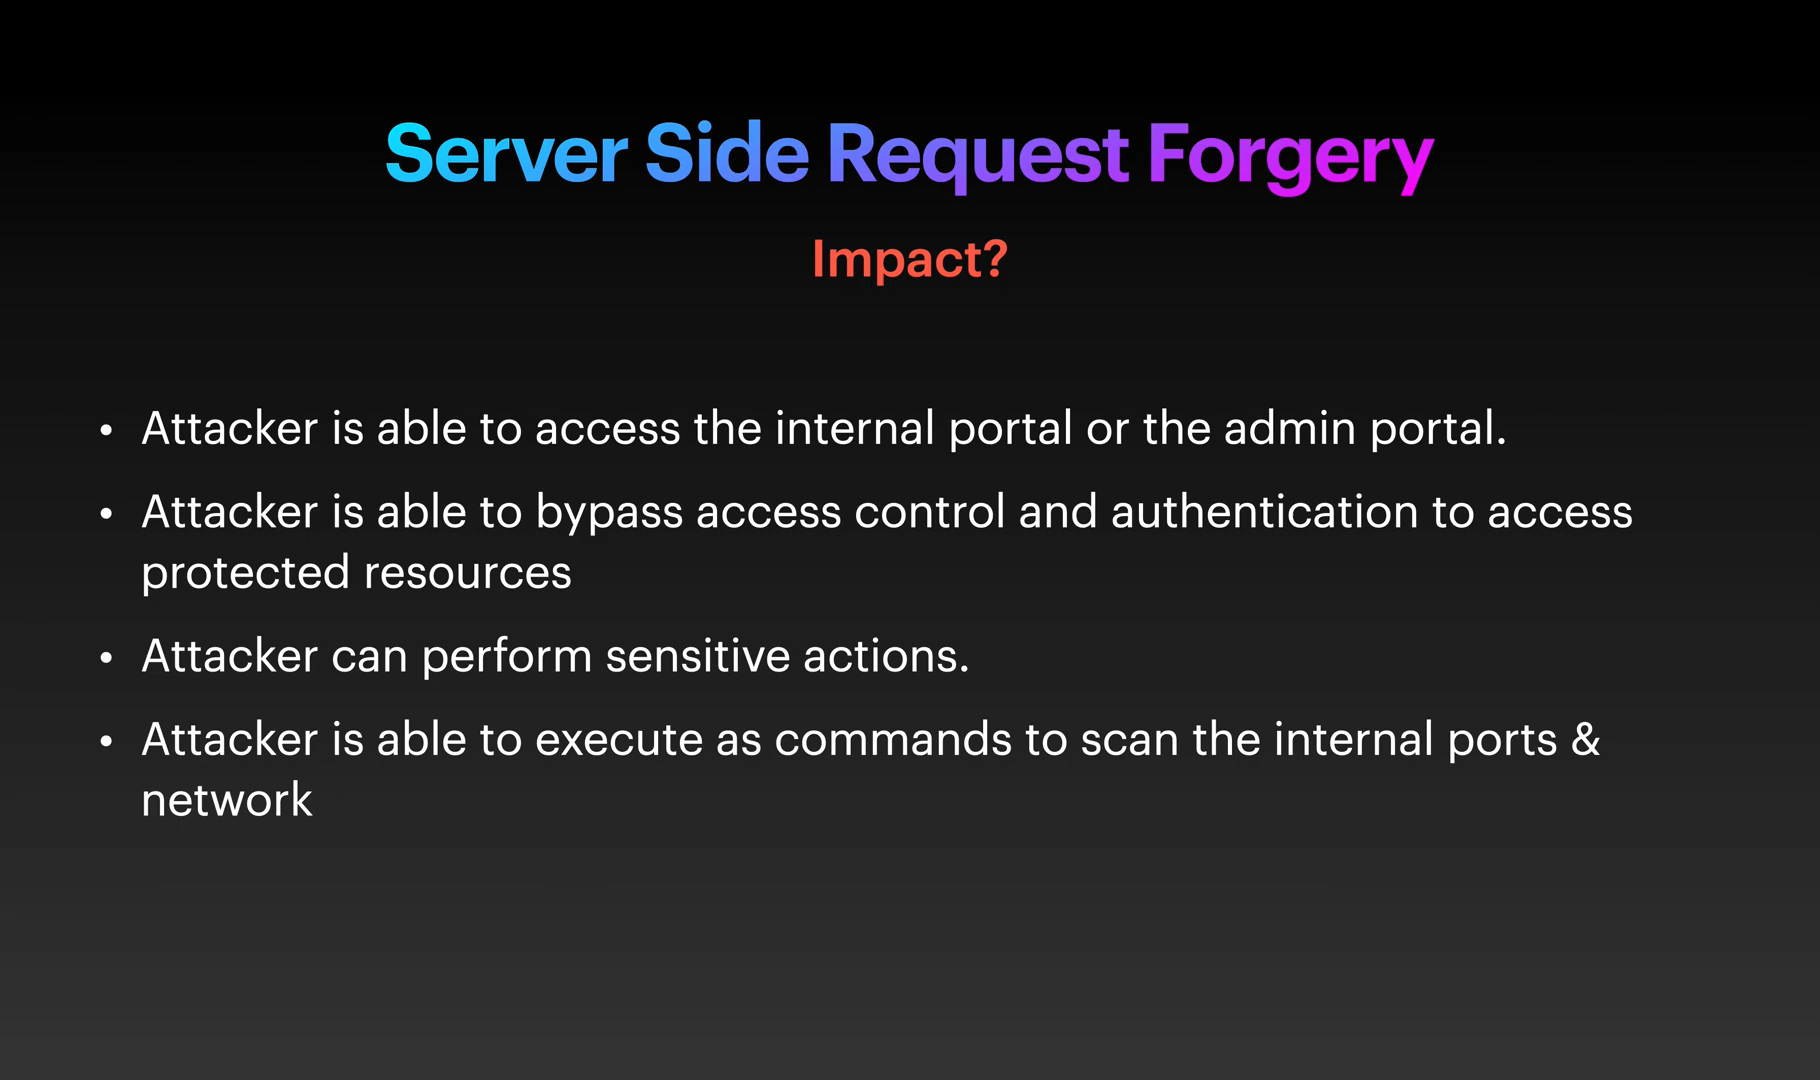 Server Side Request Forgery
Impact?
• Attacker is able to access the internal portal or the admin portal.
• Attacker is able to bypass access control and authentication to access
protected resources
• Attacker can perform sensitive actions.
• Attacker is able to execute as commands to scan the internal ports &
network